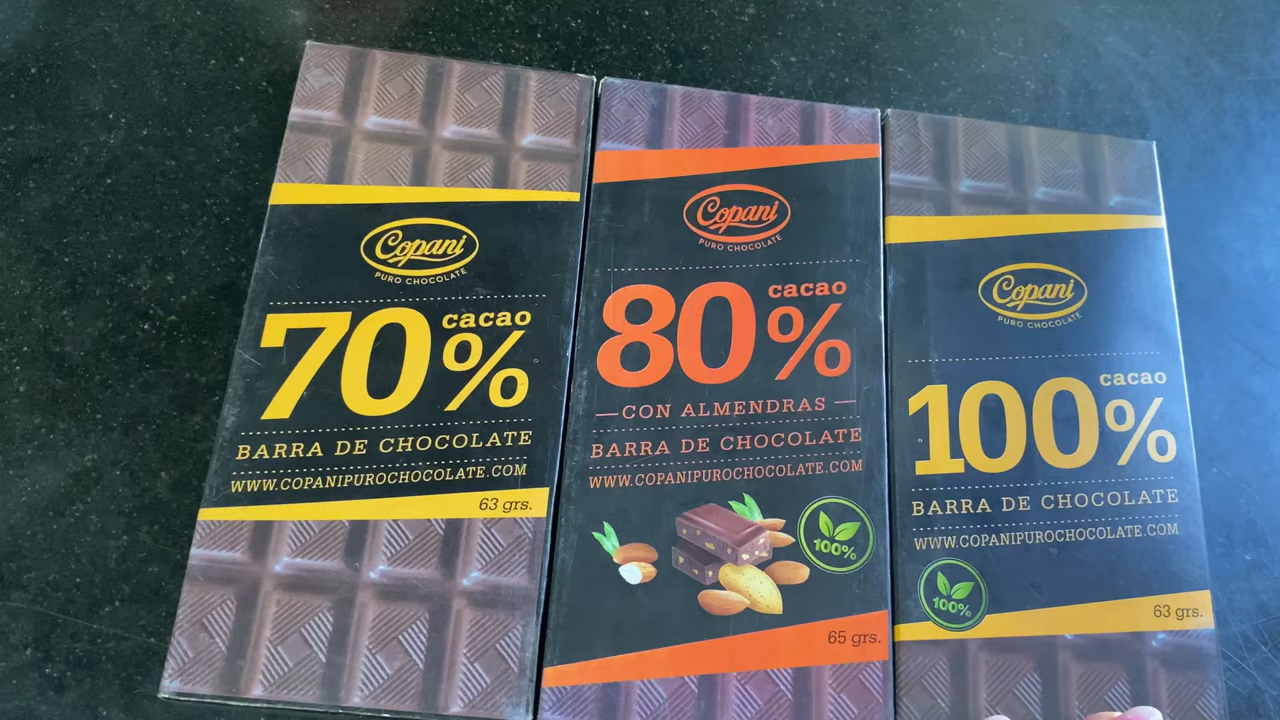 Copani
PURO CHOCOLATE
70% cacao
BARRA DE CHOCOLATE
WWW.COPANIPUROCHOCOLATE.COM
63 grs.
Copani
PURO CHOCOLATE
80% cacao
CON ALMENDRAS
BARRA DE CHOCOLATE
WWW.COPANIPUROCHOCOLATE.COM
100%
65 grs.
Copani
PURO CHOCOLATE
100% cacao
BARRA DE CHOCOLATE
WWW.COPANIPUROCHOCOLATE.COM
100%
63 grs.